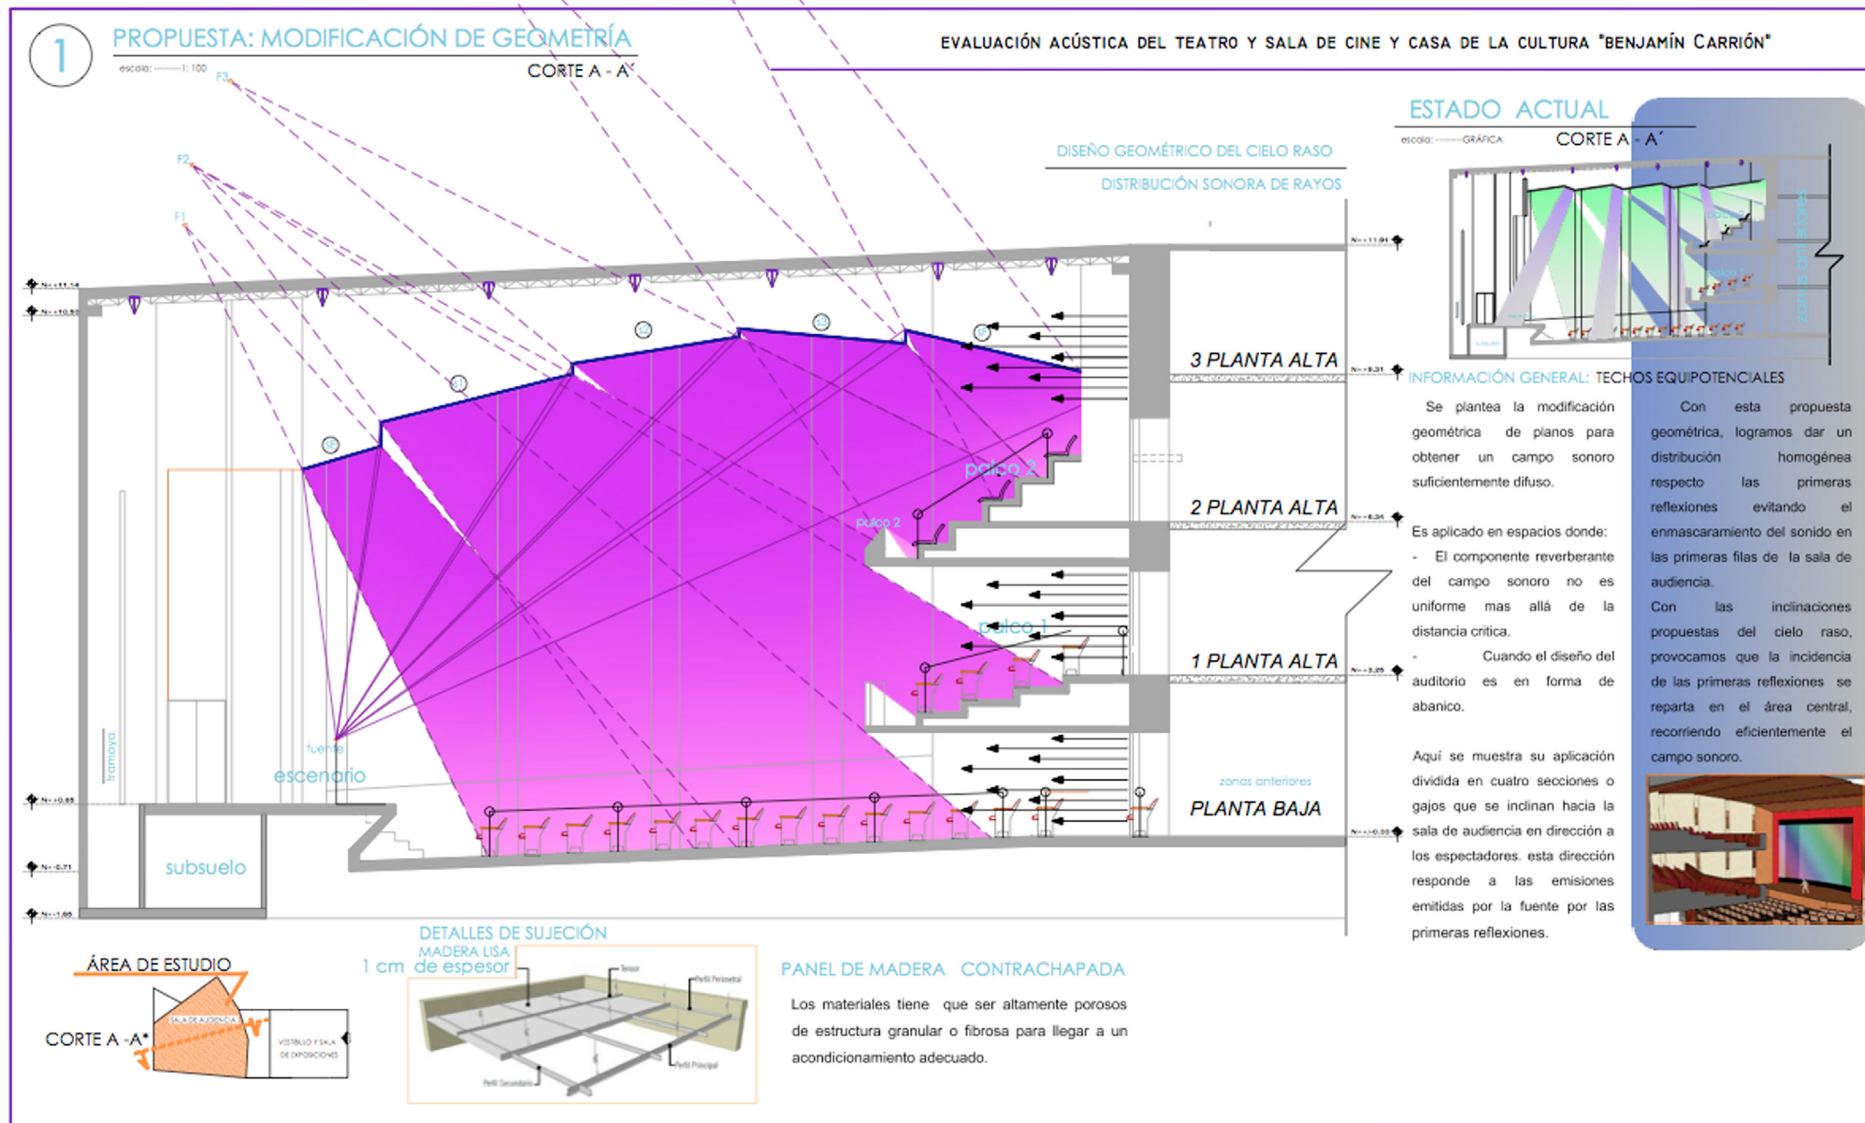 1
PROPUESTA: MODIFICACIÓN DE GEOMETRÍA
escala: --------1: 100
CORTE A - A´
EVALUACIÓN ACÚSTICA DEL TEATRO Y SALA DE CINE Y CASA DE LA CULTURA "BENJAMÍN CARRIÓN"
F3
F2
F1
DISEÑO GEOMÉTRICO DEL CIELO RASO
DISTRIBUCIÓN SONORA DE RAYOS
s1
s2
s3
palco 2
palco 2
palco 1
3 PLANTA ALTA
2 PLANTA ALTA
1 PLANTA ALTA
zonas anteriores
PLANTA BAJA
fuente
escenario
tramoya
subsuelo
ESTADO ACTUAL
escala: --------GRÁFICA
CORTE A - A´
palco 2
palco 1
zonas anteriores
subsuelo
INFORMACIÓN GENERAL: TECHOS EQUIPOTENCIALES
Se plantea la modificación
geométrica de planos para
obtener un campo sonoro
suficientemente difuso.
Es aplicado en espacios donde:
- El componente reverberante
del campo sonoro no es
uniforme mas allá de la
distancia critica.
- Cuando el diseño del
auditorio es en forma de
abanico.
Aquí se muestra su aplicación
dividida en cuatro secciones o
gajos que se inclinan hacia la
sala de audiencia en dirección a
los espectadores. esta dirección
responde a las emisiones
emitidas por la fuente por las
primeras reflexiones.
Con esta propuesta
geométrica, logramos dar un
distribución homogénea
respecto las primeras
reflexiones evitando el
enmascaramiento del sonido en
las primeras filas de la sala de
audiencia.
Con las inclinaciones
propuestas del cielo raso,
provocamos que la incidencia
de las primeras reflexiones se
reparta en el área central,
recorriendo eficientemente el
campo sonoro.
ÁREA DE ESTUDIO
SALA DE AUDIENCIA
CORTE A -A*
VESTÍBULO Y SALA
DE EXPOSICIONES
DETALLES DE SUJECIÓN
MADERA LISA
1 cm de espesor
Tensor
Perfil Perimetral
Perfil Principal
Perfil Secundario
PANEL DE MADERA CONTRACHAPADA
Los materiales tiene que ser altamente porosos
de estructura granular o fibrosa para llegar a un
acondicionamiento adecuado.